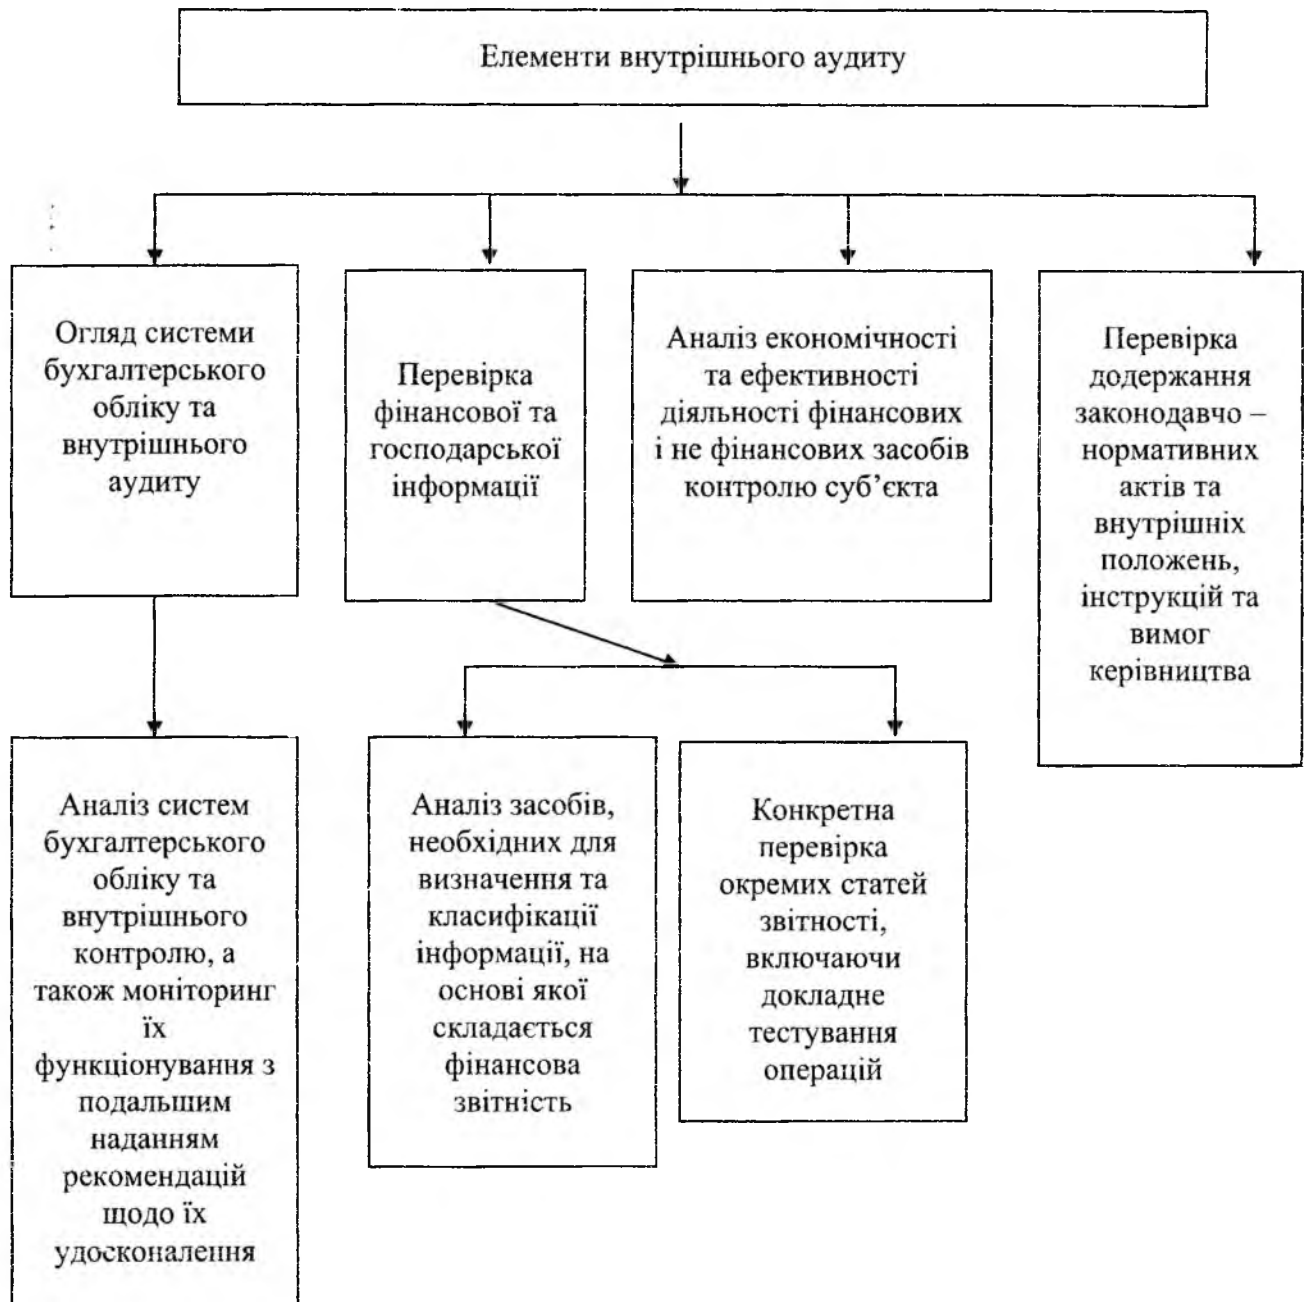 Елементи внутрішнього аудиту
Огляд системи
бухгалтерського
обліку та
внутрішнього
аудиту
Перевірка
фінансової та
господарської
інформації
Аналіз економічності
та ефективності
діяльності фінансових
і не фінансових засобів
контролю суб’єкта
Перевірка
додержання
законодавчо –
нормативних
актів та
внутрішніх
положень,
інструкцій та
вимог
керівництва
Аналіз систем
бухгалтерського
обліку та
внутрішнього
контролю, а
також моніторинг
їх
функціонування з
подальшим
наданням
рекомендацій
щодо їх
удосконалення
Аналіз засобів,
необхідних для
визначення та
класифікації
інформації, на
основі якої
складається
фінансова
звітність
Конкретна
перевірка
окремих статей
звітності,
включаючи
докладне
тестування
операцій